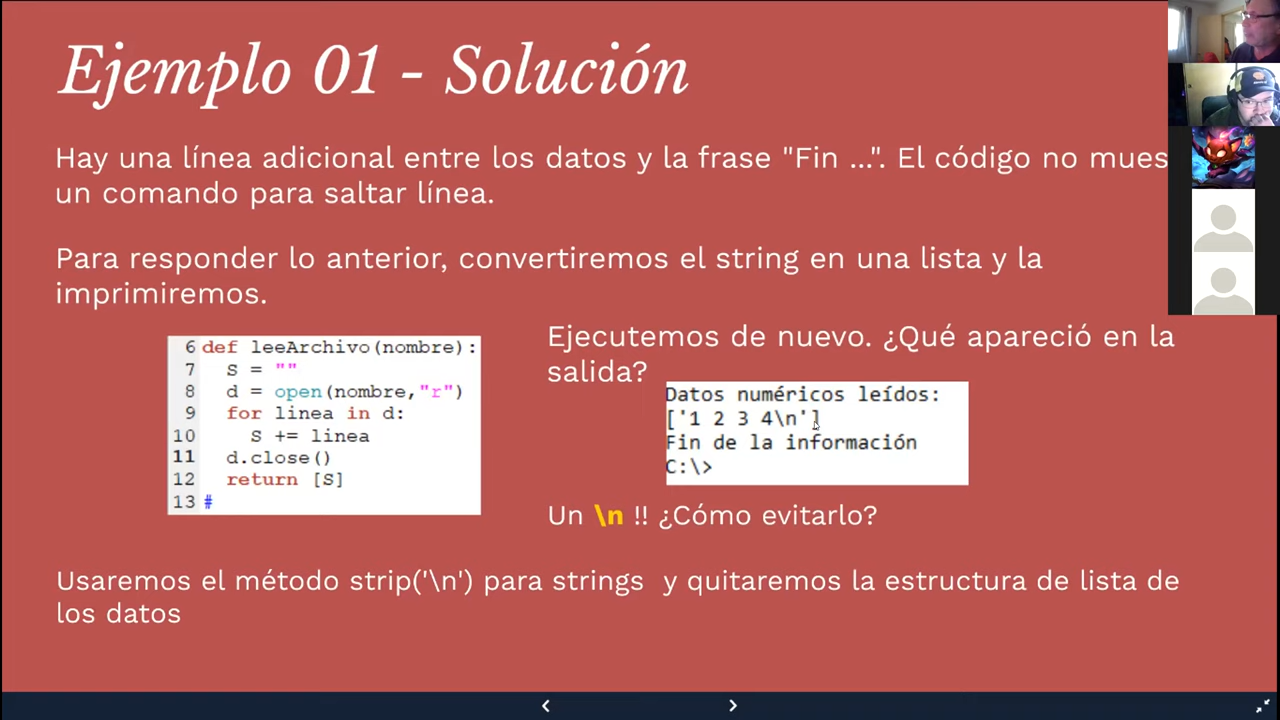 Ejemplo 01 - Solución
Hay una línea adicional entre los datos y la frase "Fin ...". El código no mues
un comando para saltar línea.
Para responder lo anterior, convertiremos el string en una lista y la
imprimiremos.
6 def leeArchivo(nombre):
7 S = ""
8 d = open(nombre,"r")
9 for linea in d:
10 S += linea
11 d.close()
12 return [S]
13 #
Ejecutemos de nuevo. ¿Qué apareció en la
salida?
Datos numéricos leídos:
['1 2 3 4\n']
Fin de la información
C:\>
Un \n !! ¿Cómo evitarlo?
Usaremos el método strip('\n') para strings y quitaremos la estructura de lista de
los datos